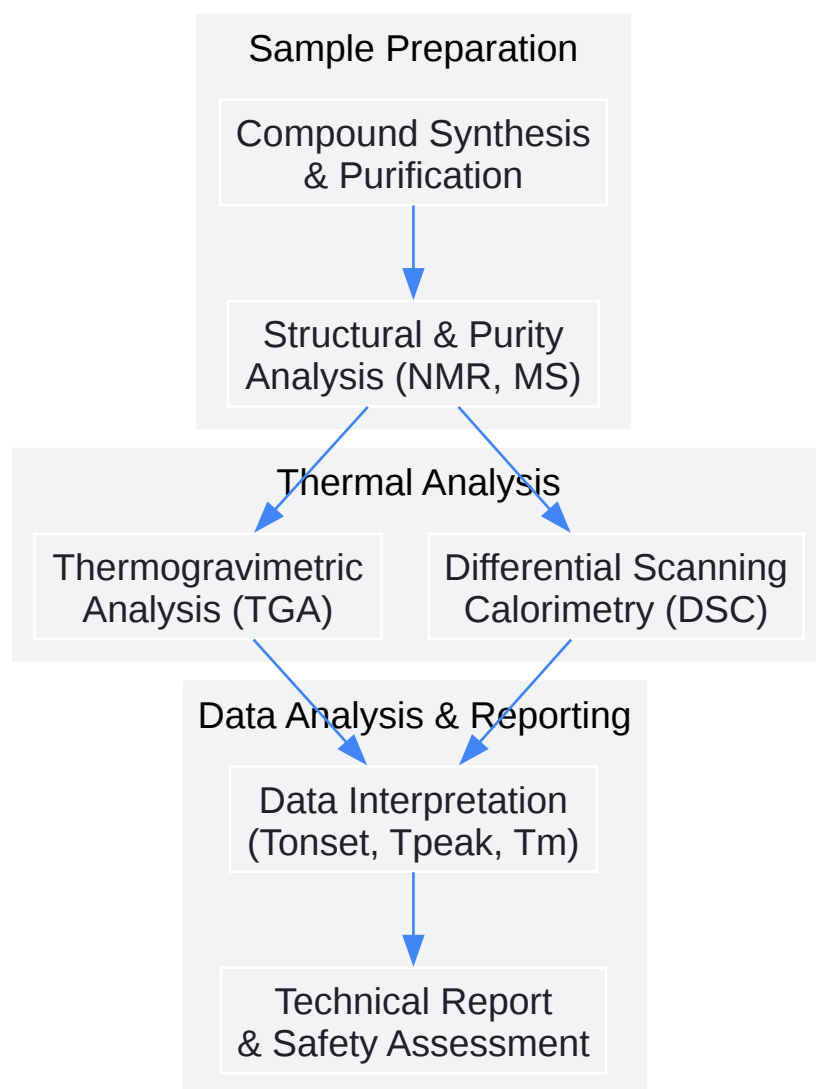 Sample Preparation
Compound Synthesis
& Purification
Structural & Purity
Analysis (NMR, MS)
Thermal Analysis
Thermogravimetric
Analysis (TGA)
Differential Scanning
Calorimetry (DSC)
Data Analysis & Reporting
Data Interpretation
(Tonset, Tpeak, Tm)
Technical Report
& Safety Assessment